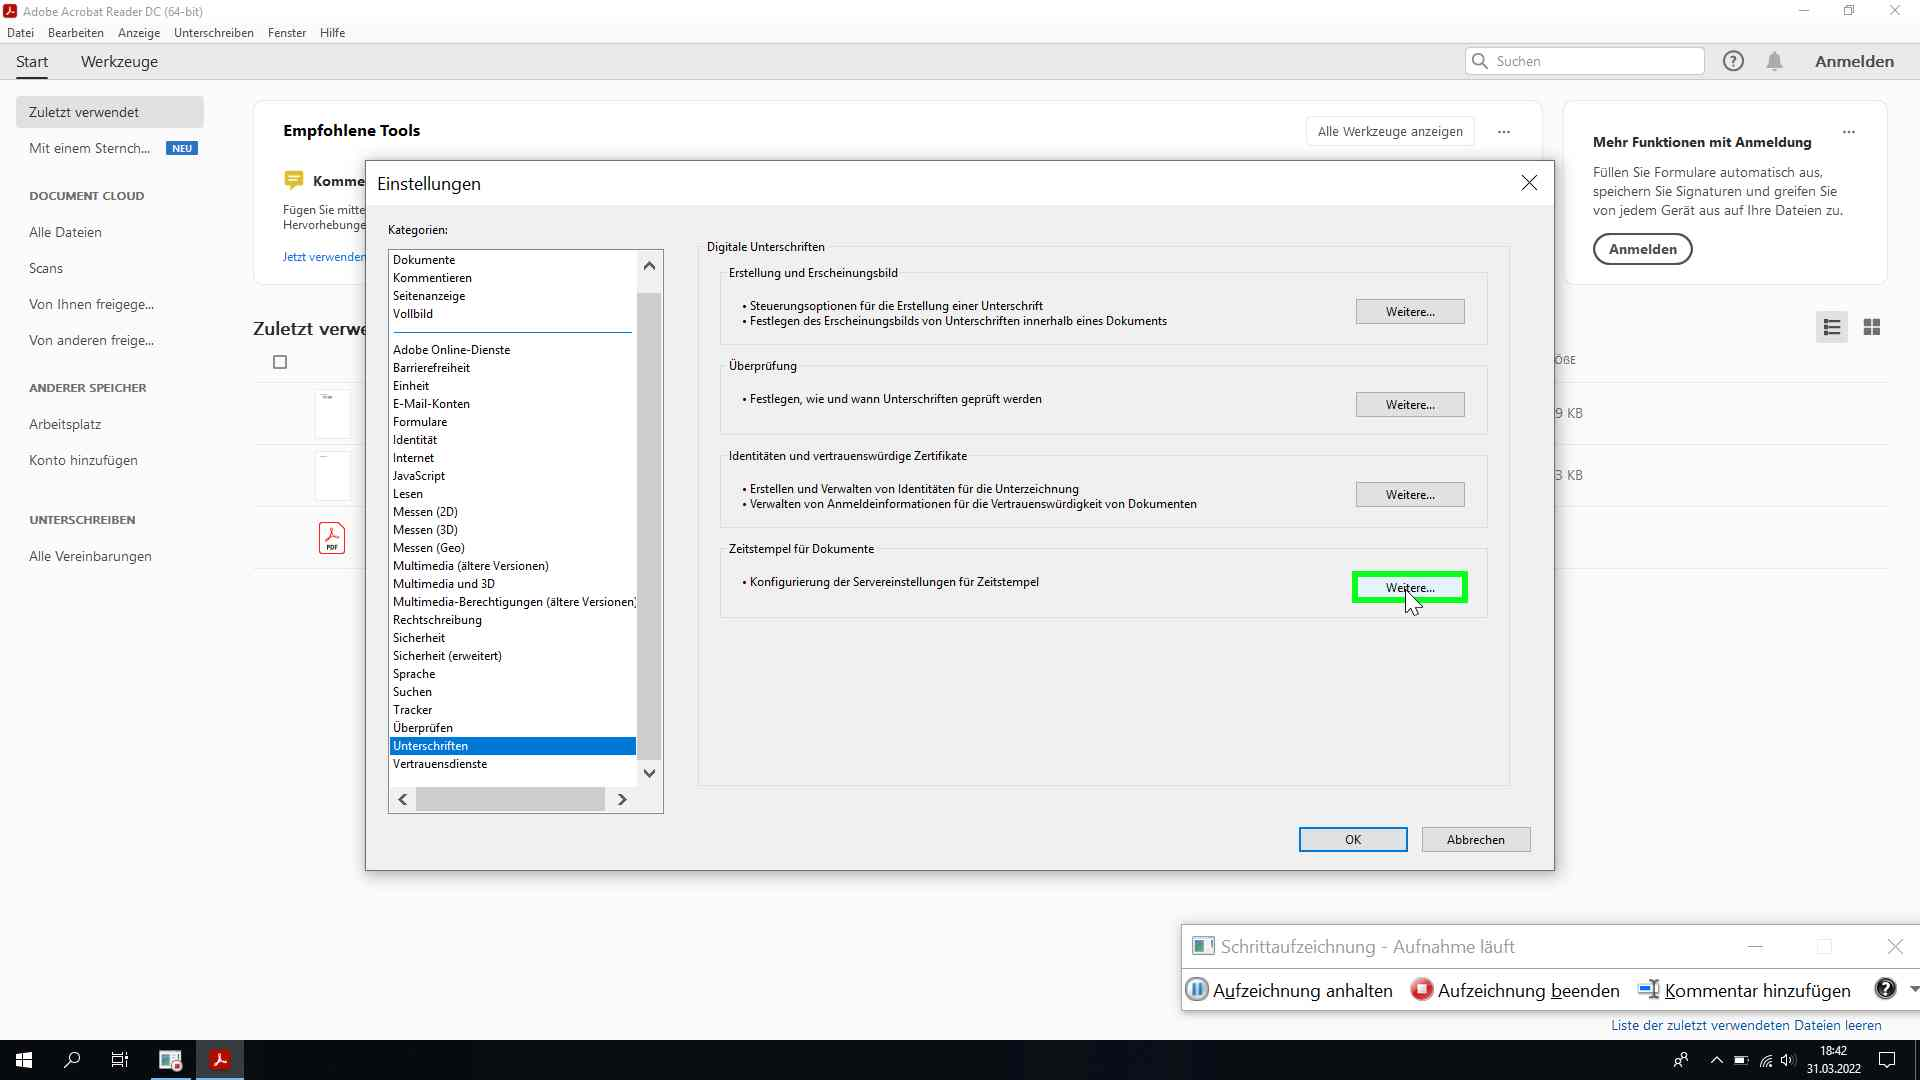 Adobe Acrobat Reader DC (64-bit)
Datei Bearbeiten Anzeige Unterschreiben Fenster Hilfe
Start Werkzeuge
Suchen
Anmelden
Zuletzt verwendet
Mit einem Sternch... NEU
DOCUMENT CLOUD
Alle Dateien
Scans
Von Ihnen freigege...
Von anderen freige...
ANDERER SPEICHER
Arbeitsplatz
Konto hinzufügen
UNTERSCHREIBEN
Alle Vereinbarungen
Empfohlene Tools
Alle Werkzeuge anzeigen
...
Komme
Fügen Sie mitte
Hervorhebunge
Jetzt verwenden
Zuletzt verwe
PDF
Mehr Funktionen mit Anmeldung
...
Füllen Sie Formulare automatisch aus,
speichern Sie Signaturen und greifen Sie
von jedem Gerät aus auf Ihre Dateien zu.
Anmelden
ÖßE
9 KB
3 KB
Einstellungen
Kategorien:
Dokumente
Kommentieren
Seitenanzeige
Vollbild
Adobe Online-Dienste
Barrierefreiheit
Einheit
E-Mail-Konten
Formulare
Identität
Internet
JavaScript
Lesen
Messen (2D)
Messen (3D)
Messen (Geo)
Multimedia (ältere Versionen)
Multimedia und 3D
Multimedia-Berechtigungen (ältere Versionen)
Rechtschreibung
Sicherheit
Sicherheit (erweitert)
Sprache
Suchen
Tracker
Überprüfen
Unterschriften
Vertrauensdienste
Digitale Unterschriften
Erstellung und Erscheinungsbild
• Steuerungsoptionen für die Erstellung einer Unterschrift
• Festlegen des Erscheinungsbilds von Unterschriften innerhalb eines Dokuments
Weitere...
Überprüfung
• Festlegen, wie und wann Unterschriften geprüft werden
Weitere...
Identitäten und vertrauenswürdige Zertifikate
• Erstellen und Verwalten von Identitäten für die Unterzeichnung
• Verwalten von Anmeldeinformationen für die Vertrauenswürdigkeit von Dokumenten
Weitere...
Zeitstempel für Dokumente
• Konfigurierung der Servereinstellungen für Zeitstempel
Weitere...
OK Abbrechen
Schrittaufzeichnung - Aufnahme läuft
Aufzeichnung anhalten Aufzeichnung beenden Kommentar hinzufügen
Liste der zuletzt verwendeten Dateien leeren
18:42
31.03.2022